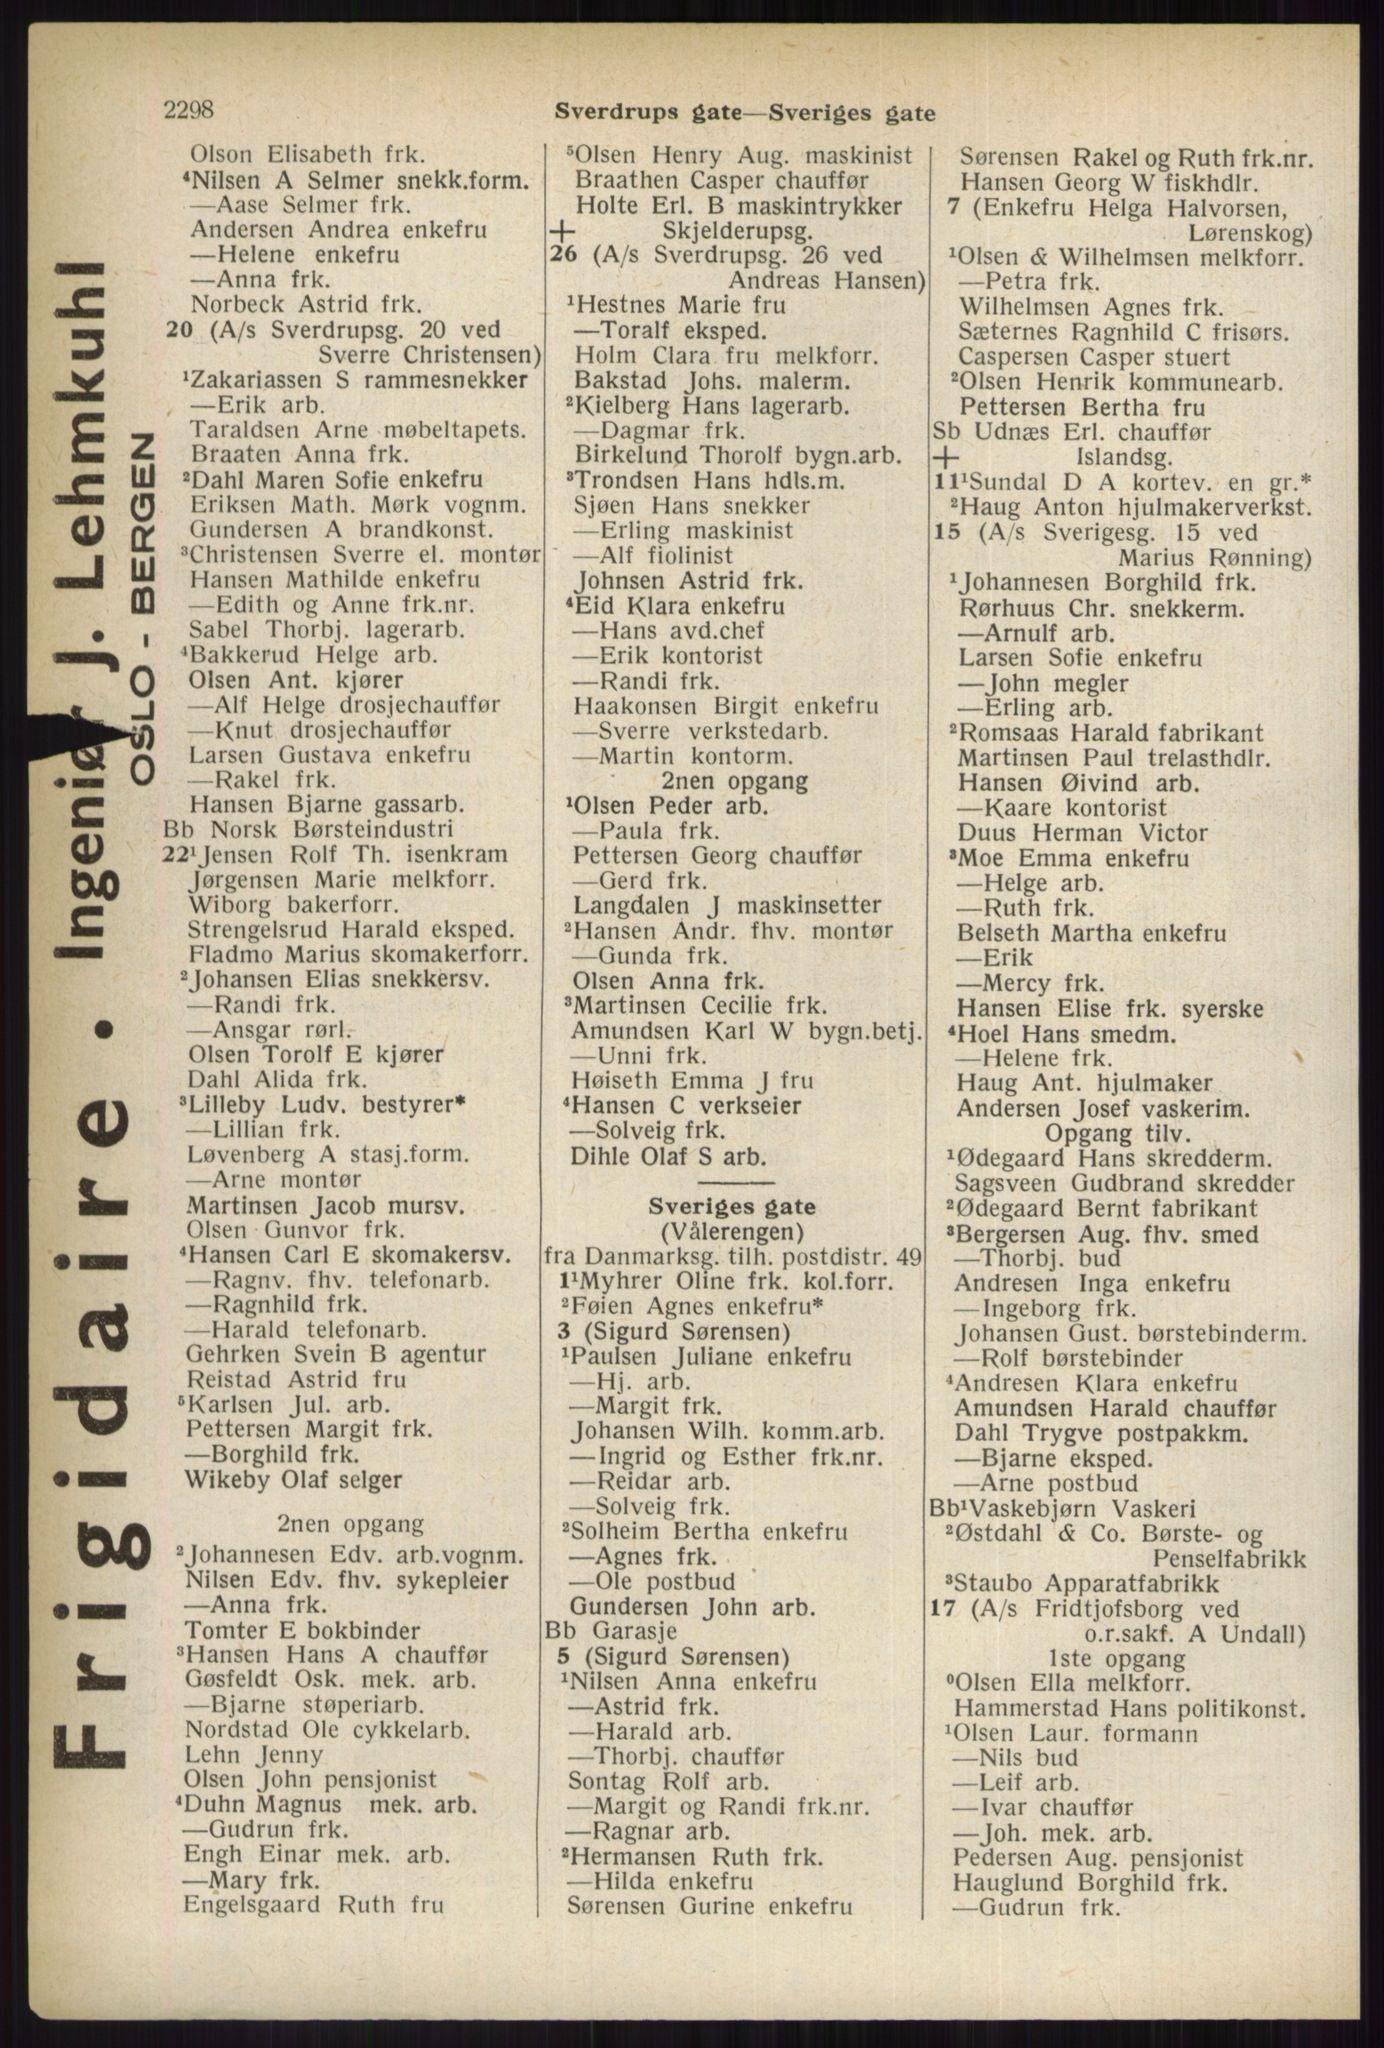 2298
Sverdrups gate—Sveriges gate
Olson Elisabeth frk.
⁴Nilsen A Selmer snekk.form.
—Aase Selmer frk.
Andersen Andrea enkefru
—Helene enkefru
—Anna frk.
Norbeck Astrid frk.
20 (A/s Sverdrupsg. 20 ved
Sverre Christensen)
¹Zakariassen S rammesnekker
—Erik arb.
Taraldsen Arne møbeltapets.
Braaten Anna frk.
²Dahl Maren Sofie enkefru
Eriksen Math. Mørk vognm.
Gundersen A brandkonst.
³Christensen Sverre el. montør
Hansen Mathilde enkefru
—Edith og Anne frk.nr.
Sabel Thorbj. lagerarb.
⁴Bakkerud Helge arb.
Olsen Ant. kjører
—Alf Helge drosjechauffør
—Knut drosjechauffør
Larsen Gustava enkefru
—Rakel frk.
Hansen Bjarne gassarb.
Bb Norsk Børsteindustri
22¹Jensen Rolf Th. isenkram
Jørgensen Marie melkforr.
Wiborg bakerforr.
Strengelsrud Harald eksped.
Fladmo Marius skomakerforr.
²Johansen Elias snekkersv.
—Randi frk.
—Ansgar rørl.
Olsen Torolf E kjører
Dahl Alida frk.
³Lilleby Ludv. bestyrer*
—Lillian frk.
Løvenberg A stasj.form.
—Arne montør
Martinsen Jacob mursv.
Olsen Gunvor frk.
⁴Hansen Carl E skomakersv.
—Ragnv. fhv. telefonarb.
—Ragnhild frk.
—Harald telefonarb.
Gehrken Svein B agentur
Reistad Astrid fru
⁵Karlsen Jul. arb.
Pettersen Margit frk.
—Borghild frk.
Wikeby Olaf selger
2nen opgang
²Johannesen Edv. arb.vognm.
Nilsen Edv. fhv. sykepleier
—Anna frk.
Tomter E bokbinder
³Hansen Hans A chauffør
Gøsfeldt Osk. mek. arb.
—Bjarne støperiarb.
Nordstad Ole cykkelarb.
Lehn Jenny
Olsen John pensjonist
⁴Duhn Magnus mek. arb.
—Gudrun frk.
Engh Einar mek. arb.
—Mary frk.
Engelsgaard Ruth fru
⁵Olsen Henry Aug. maskinist
Braathen Casper chauffør
Holte Erl. B maskintrykker
+ Skjelderupsg.
26 (A/s Sverdrupsg. 26 ved
Andreas Hansen)
¹Hestnes Marie fru
—Toralf eksped.
Holm Clara fru melkforr.
Bakstad Johs. malerm.
²Kielberg Hans lagerarb.
—Dagmar frk.
Birkelund Thorolf bygn.arb.
³Trondsen Hans hdls.m.
Sjøen Hans snekker
—Erling maskinist
—Alf fiolinist
Johnsen Astrid frk.
⁴Eid Klara enkefru
—Hans avd.chef
—Erik kontorist
—Randi frk.
Haakonsen Birgit enkefru
—Sverre verkstedarb.
—Martin kontorm.
2nen opgang
¹Olsen Peder arb.
—Paula frk.
Pettersen Georg chauffør
—Gerd frk.
Langdalen J maskinsetter
²Hansen Andr. fhv. montør
—Gunda frk.
Olsen Anna frk.
³Martinsen Cecilie frk.
Amundsen Karl W bygn.betj.
—Unni frk.
Høiseth Emma J fru
⁴Hansen C verkseier
—Solveig frk.
Dihle Olaf S arb.
Sveriges gate
(Vålerengen)
fra Danmarksg. tilh. postdistr. 49
1¹Myhrer Oline frk. kol.forr.
²Føien Agnes enkefru*
3 (Sigurd Sørensen)
¹Paulsen Juliane enkefru
—Hj. arb.
—Margit frk.
Johansen Wilh. komm.arb.
—Ingrid og Esther frk.nr.
—Reidar arb.
—Solveig frk.
²Solheim Bertha enkefru
—Agnes frk.
—Ole postbud
Gundersen John arb.
Bb Garasje
5 (Sigurd Sørensen)
¹Nilsen Anna enkefru
—Astrid frk.
—Harald arb.
—Thorbj. chauffør
Sontag Rolf arb.
—Margit og Randi frk.nr.
—Ragnar arb.
²Hermansen Ruth frk.
—Hilda enkefru
Sørensen Gurine enkefru
Sørensen Rakel og Ruth frk.nr.
Hansen Georg W fiskhdlr.
7 (Enkefru Helga Halvorsen,
Lørenskog)
¹Olsen & Wilhelmsen melkforr.
—Petra frk.
Wilhelmsen Agnes frk.
Sæternes Ragnhild C frisørs.
Caspersen Casper stuert
²Olsen Henrik kommunearb.
Pettersen Bertha fru
Sb Udnæs Erl. chauffør
+ Islandsg.
11¹Sundal D A kortev. en gr.*
²Haug Anton hjulmakerverkst.
15 (A/s Sverigesg. 15 ved
Marius Rønning)
¹Johannesen Borghild frk.
Rørhuus Chr. snekkerm.
—Arnulf arb.
Larsen Sofie enkefru
—John megler
—Erling arb.
²Romsaas Harald fabrikant
Martinsen Paul trelasthdlr.
Hansen Øivind arb.
—Kaare kontorist
Duus Herman Victor
³Moe Emma enkefru
—Helge arb.
—Ruth frk.
Belseth Martha enkefru
—Erik
—Mercy frk.
Hansen Elise frk. syerske
⁴Hoel Hans smedm.
—Helene frk.
Haug Ant. hjulmaker
Andersen Josef vaskerim.
Opgang tilv.
¹Ødegaard Hans skredderm.
Sagsveen Gudbrand skredder
²Ødegaard Bernt fabrikant
³Bergersen Aug. fhv. smed
—Thorbj. bud
Andresen Inga enkefru
—Ingeborg frk.
Johansen Gust. børstebinderm.
—Rolf børstebinder
⁴Andresen Klara enkefru
Amundsen Harald chauffør
Dahl Trygve postpakkm.
—Bjarne eksped.
—Arne postbud
Bb¹Vaskebjørn Vaskeri
²Østdahl & Co. Børste- og
Penselfabrikk
³Staubo Apparatfabrikk
17 (A/s Fridtjofsborg ved
o.r.sakf. A Undall)
1ste opgang
⁰Olsen Ella melkforr.
Hammerstad Hans politikonst.
¹Olsen Laur. formann
—Nils bud
—Leif arb.
—Ivar chauffør
—Joh. mek. arb.
Pedersen Aug. pensjonist
Hauglund Borghild frk.
—Gudrun frk.
Frigidaire • Ingeniør J. Lehmkuhl
OSLO - BERGEN